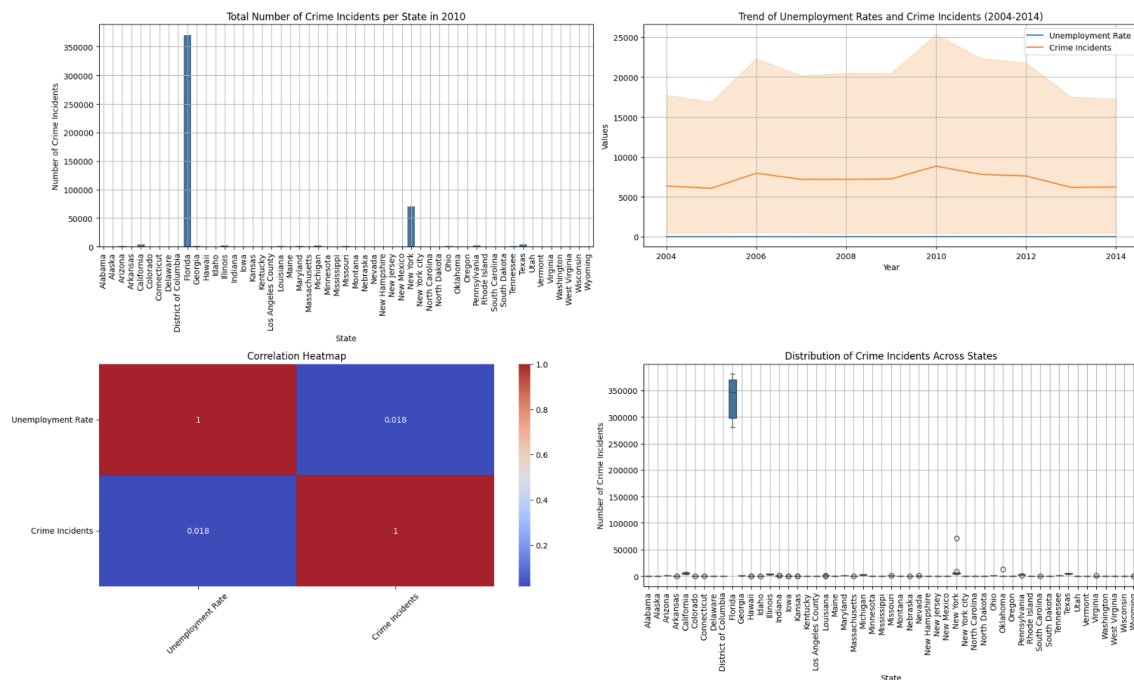 Total Number of Crime Incidents per State in 2010
Number of Crime Incidents
350000
300000
250000
200000
150000
100000
50000
0
Alabama
Alaska
Arizona
Arkansas
California
Colorado
Connecticut
Delaware
District of Columbia
Florida
Georgia
Hawaii
Idaho
Illinois
Indiana
Iowa
Kansas
Kentucky
Los Angeles County
Louisiana
Maine
Maryland
Massachusetts
Michigan
Minnesota
Mississippi
Missouri
Montana
Nebraska
Nevada
New Hampshire
New Jersey
New Mexico
New York
New York city
North Carolina
North Dakota
Ohio
Oklahoma
Oregon
Pennsylvania
Rhode Island
South Carolina
South Dakota
Tennessee
Texas
Utah
Vermont
Virginia
Washington
West Virginia
Wisconsin
Wyoming
State
Trend of Unemployment Rates and Crime Incidents (2004-2014)
Unemployment Rate
Crime Incidents
Values
25000
20000
15000
10000
5000
0
2004
2006
2008
2010
2012
2014
Year
Correlation Heatmap
Unemployment Rate
Crime Incidents
1
0.018
0.018
1
Unemployment Rate
Crime Incidents
1.0
0.8
0.6
0.4
0.2
Distribution of Crime Incidents Across States
Number of Crime Incidents
350000
300000
250000
200000
150000
100000
50000
0
Alabama
Alaska
Arizona
Arkansas
California
Colorado
Connecticut
Delaware
District of Columbia
Florida
Georgia
Hawaii
Idaho
Illinois
Indiana
Iowa
Kansas
Kentucky
Los Angeles County
Louisiana
Maine
Maryland
Massachusetts
Michigan
Minnesota
Mississippi
Missouri
Montana
Nebraska
Nevada
New Hampshire
New Jersey
New Mexico
New York
New York city
North Carolina
North Dakota
Ohio
Oklahoma
Oregon
Pennsylvania
Rhode Island
South Carolina
South Dakota
Tennessee
Texas
Utah
Vermont
Virginia
Washington
West Virginia
Wisconsin
Wyoming
State